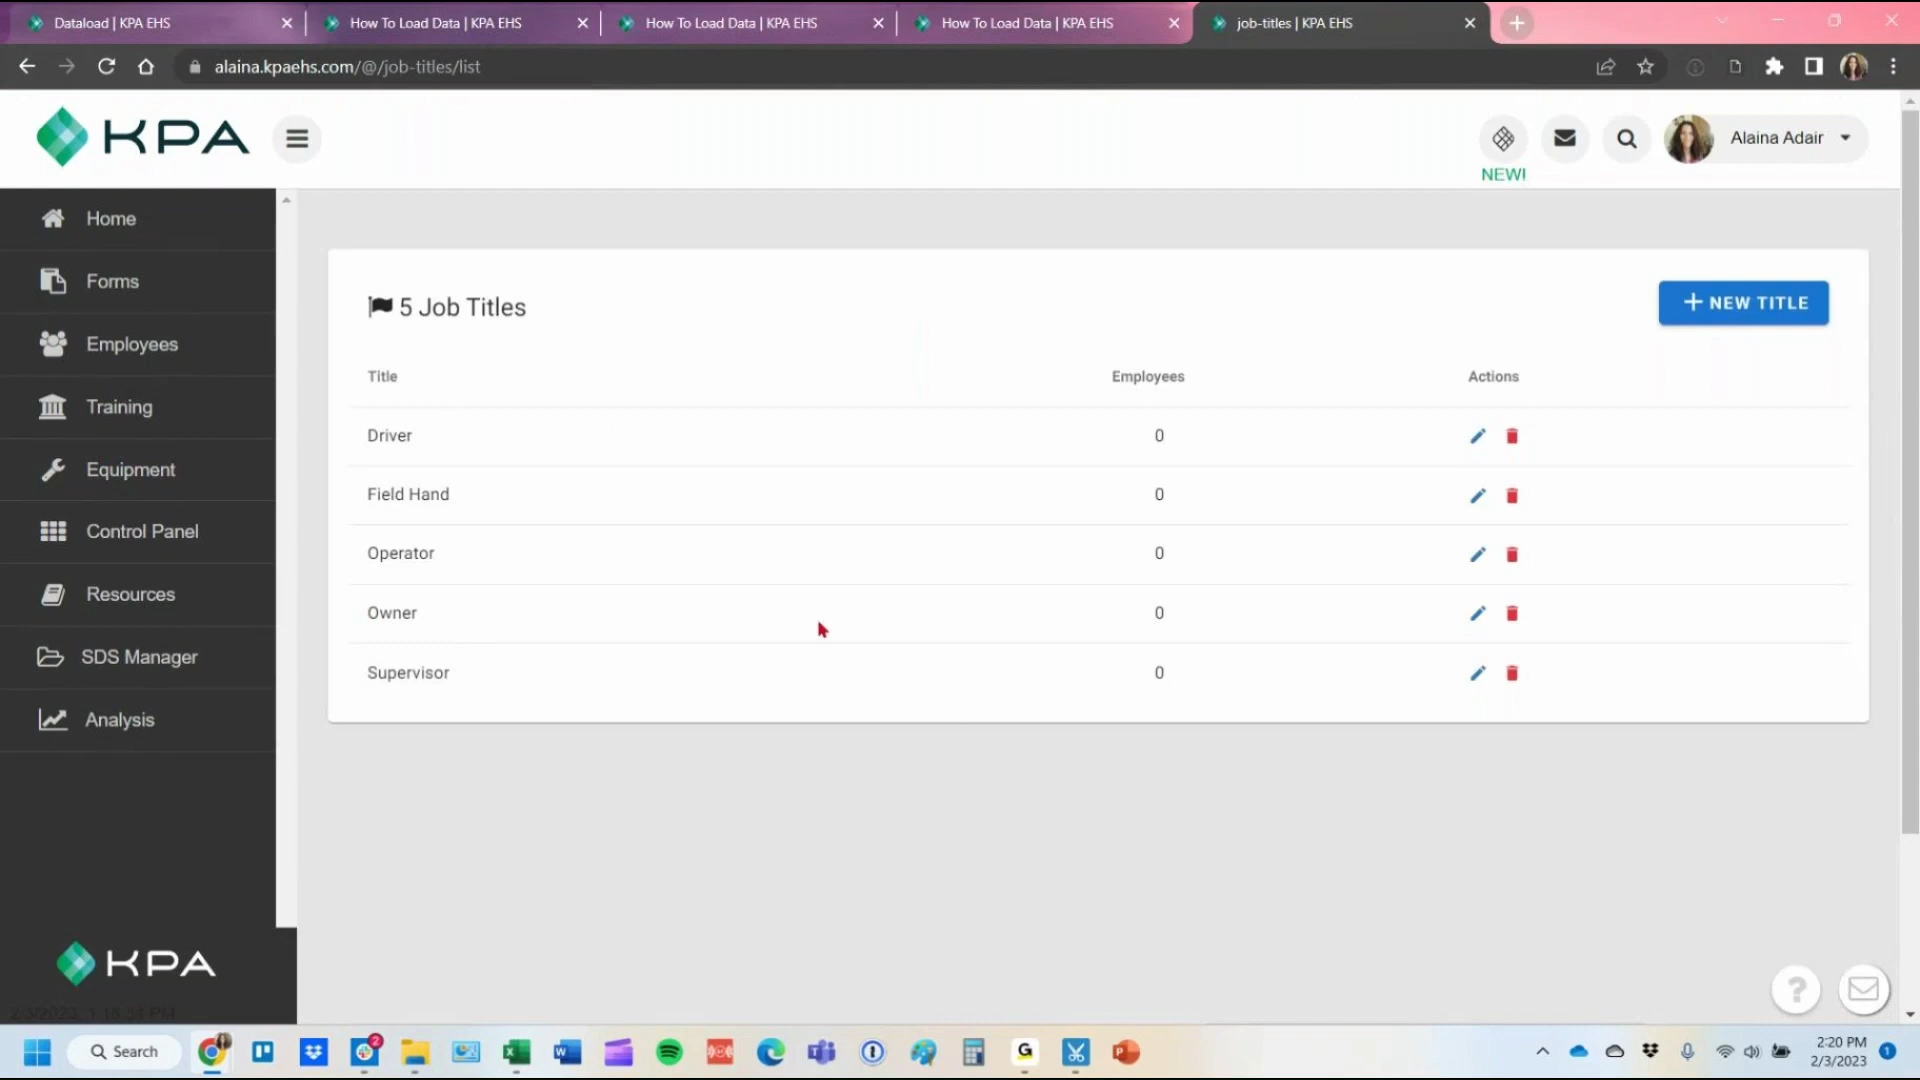 Dataload | KPA EHS
How To Load Data | KPA EHS
How To Load Data | KPA EHS
How To Load Data | KPA EHS
job-titles | KPA EHS
alaina.kpaehs.com/@/job-titles/list
KPA
NEW!
Alaina Adair
Home
Forms
Employees
Training
Equipment
Control Panel
Resources
SDS Manager
Analysis
KPA
5 Job Titles
+ NEW TITLE
Title Employees Actions
Driver 0
Field Hand 0
Operator 0
Owner 0
Supervisor 0
Search
2
2:20 PM
2/3/2023
1